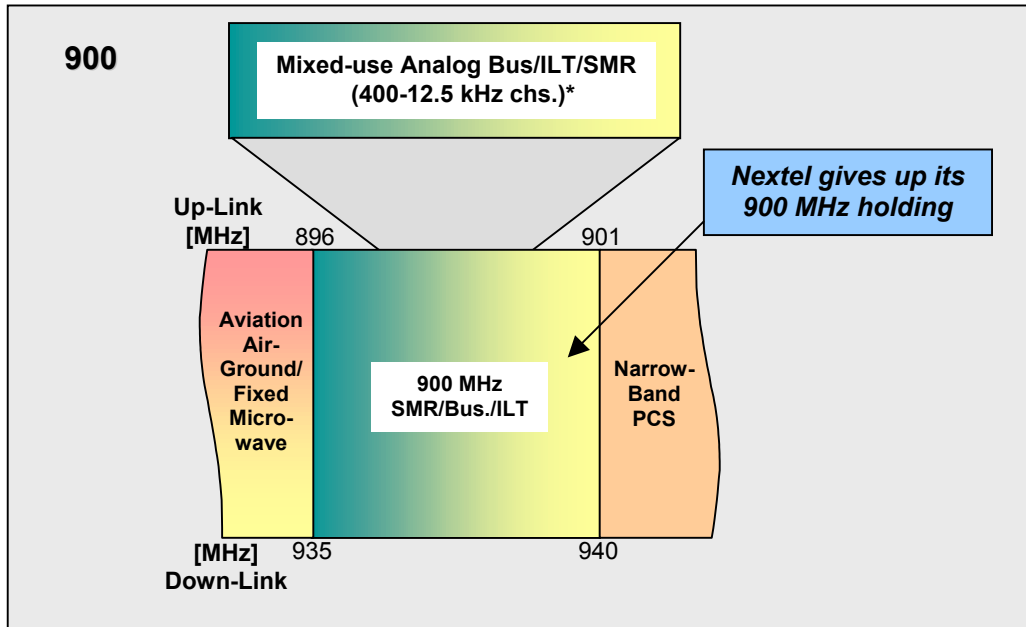 900
Mixed-use Analog Bus/ILT/SMR
(400-12.5 kHz chs.)*
Nextel gives up its
900 MHz holding
Up-Link
[MHz]
896
901
Aviation
Air-
Ground/
Fixed
Micro-
wave
900 MHz
SMR/Bus./ILT
Narrow-
Band
PCS
[MHz]
Down-Link
935
940